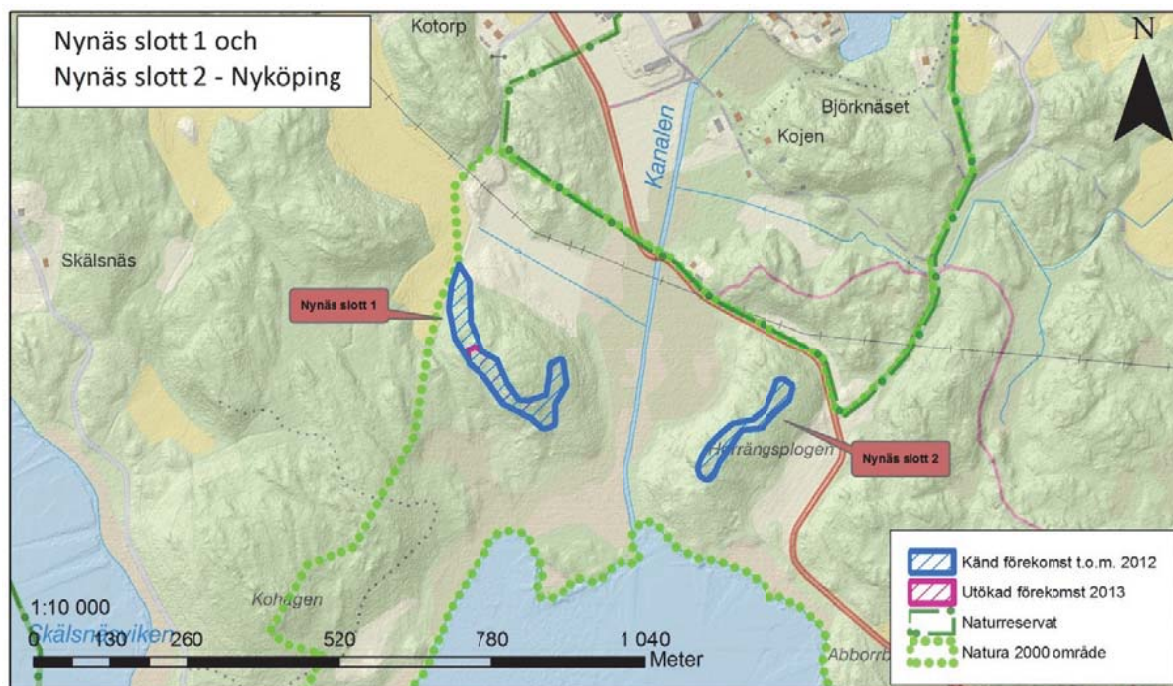 Nynäs slott 1 och
Nynäs slott 2 - Nyköping
Kotorp
N
Björknäset
Kojen
Kanalen
Skälsnäs
Nynäs slott 1
Herrängsplogen
Nynäs slott 2
Känd förekomst t.o.m. 2012
Utökad förekomst 2013
Naturreservat
Natura 2000 område
Kohagen
1:10 000
Skälsnäsviken
0 130 260 520 780 1 040
Meter
Abborrb